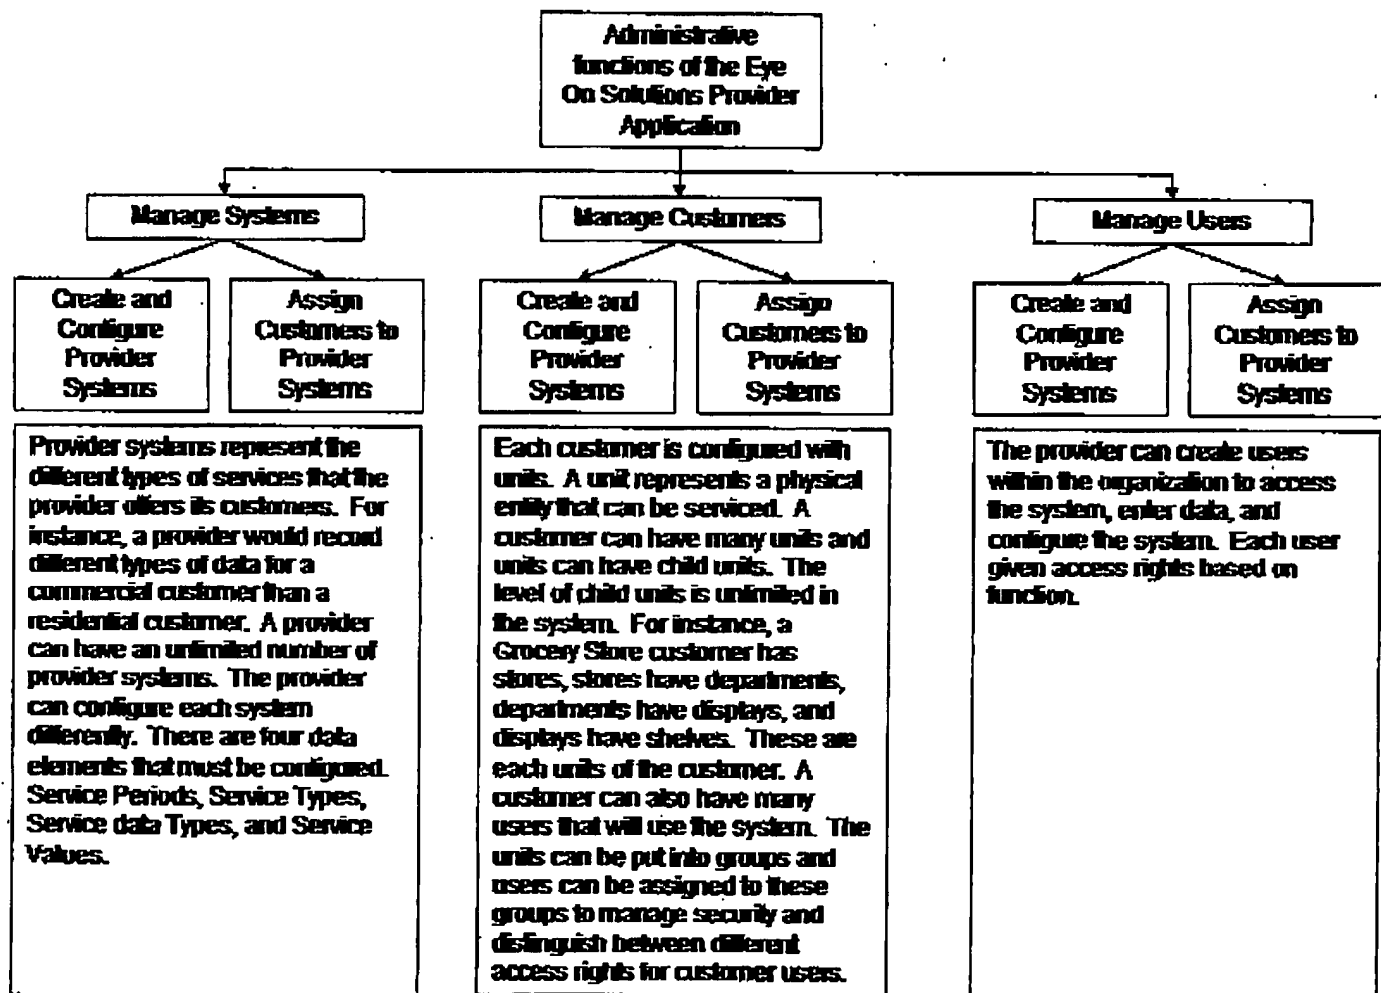 Administrative
functions of the Eye
On Solutions Provider
Application
Manage Systems
Manage Customers
Manage Users
Create and
Configure
Provider
Systems
Assign
Customers to
Provider
Systems
Create and
Configure
Provider
Systems
Assign
Customers to
Provider
Systems
Create and
Configure
Provider
Systems
Assign
Customers to
Provider
Systems
Provider systems represent the
different types of services that the
provider offers its customers. For
instance, a provider would record
different types of data for a
commercial customer than a
residential customer. A provider
can have an unlimited number of
provider systems. The provider
can configure each system
differently. There are four data
elements that must be configured.
Service Periods, Service Types,
Service data Types, and Service
Values.
Each customer is configured with
units. A unit represents a physical
entity that can be serviced. A
customer can have many units and
units can have child units. The
level of child units is unlimited in
the system. For instance, a
Grocery Store customer has
stores, stores have departments,
departments have displays, and
displays have shelves. These are
each units of the customer. A
customer can also have many
users that will use the system. The
units can be put into groups and
users can be assigned to these
groups to manage security and
distinguish between different
access rights for customer users.
The provider can create users
within the organization to access
the system, enter data, and
configure the system. Each user
given access rights based on
function.